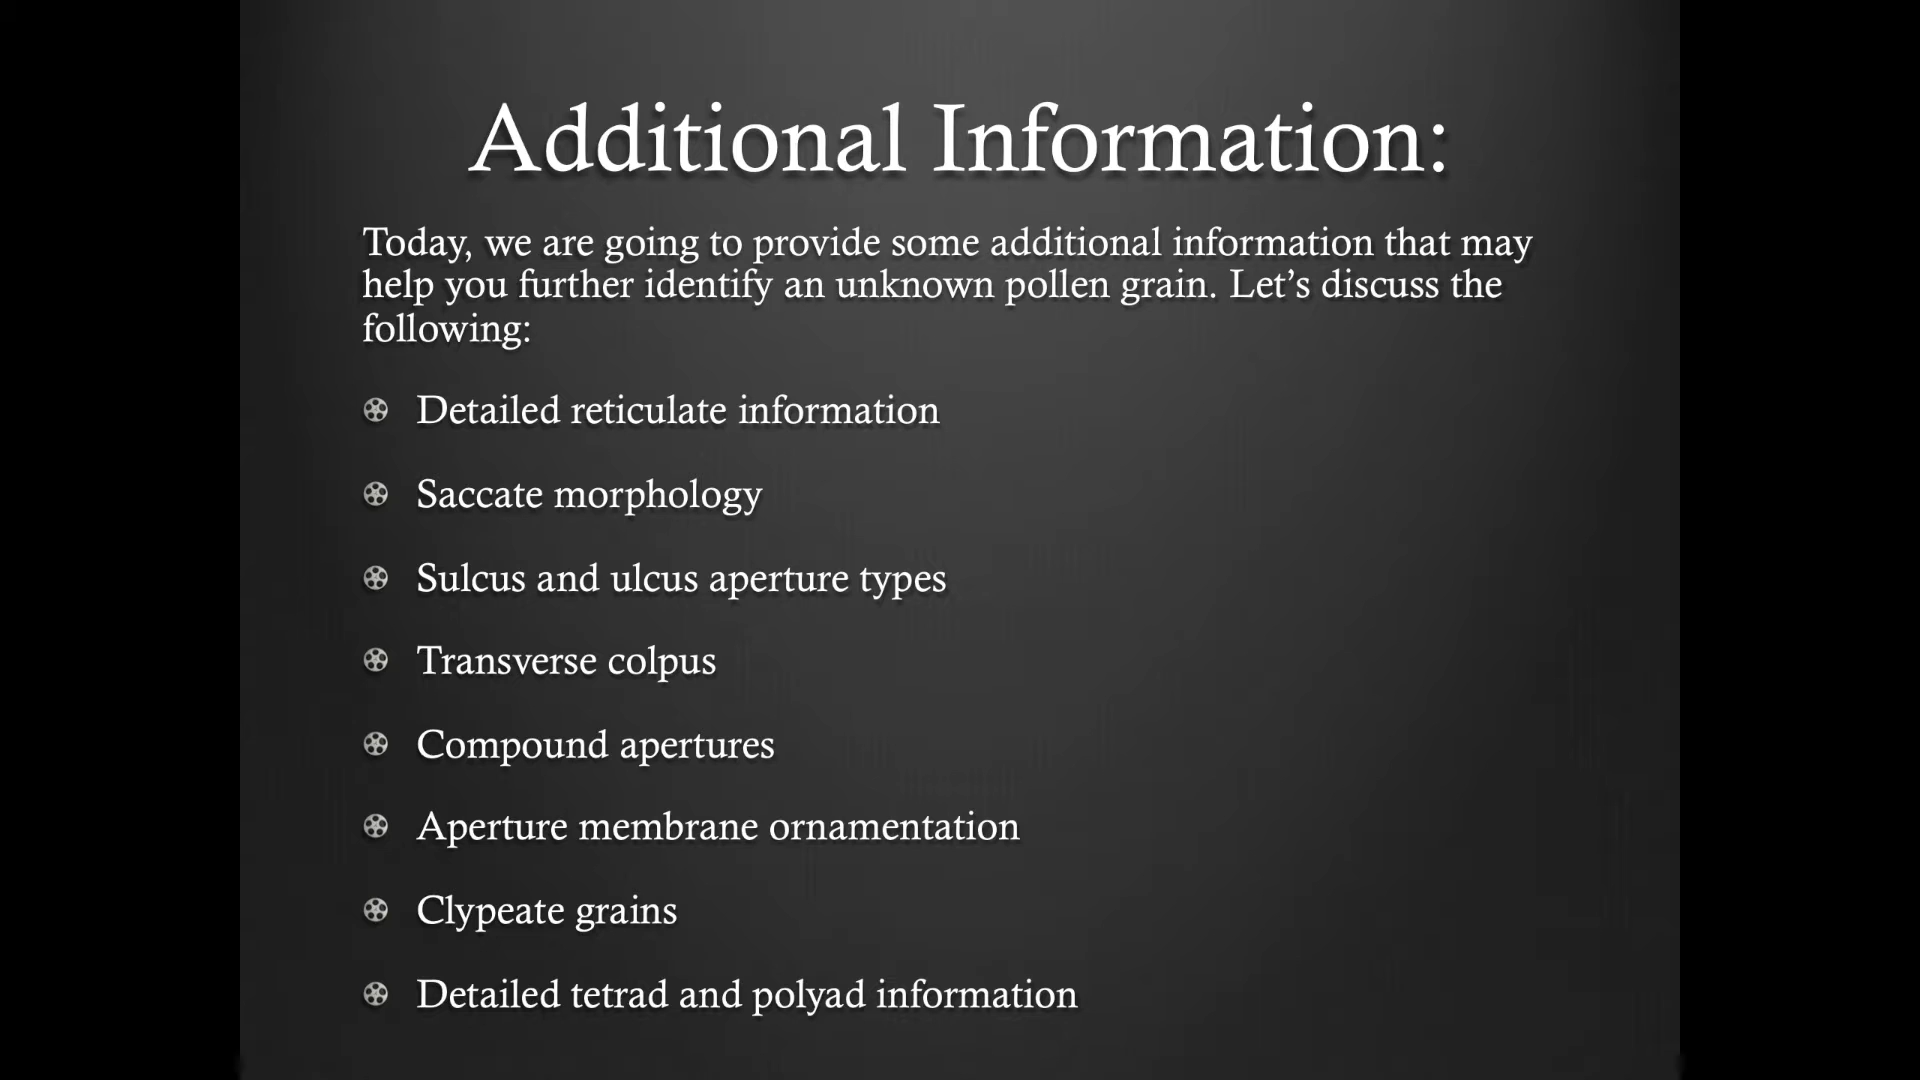 Additional Information:
Today, we are going to provide some additional information that may
help you further identify an unknown pollen grain. Let’s discuss the
following:
Detailed reticulate information
Saccate morphology
Sulcus and ulcus aperture types
Transverse colpus
Compound apertures
Aperture membrane ornamentation
Clypeate grains
Detailed tetrad and polyad information